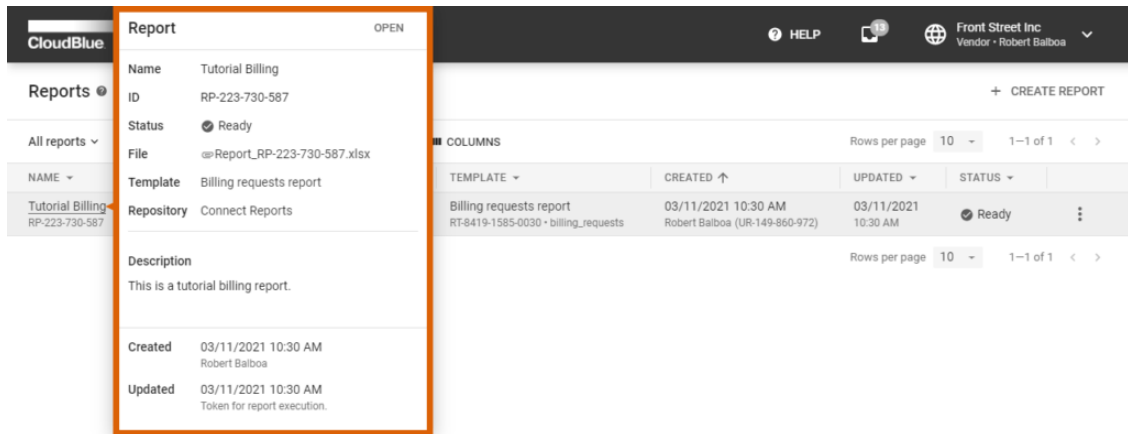 CloudBlue
HELP
13
Front Street Inc
Vendor • Robert Balboa
Reports
+ CREATE REPORT
All reports
COLUMNS
Rows per page 10 1–1 of 1
NAME TEMPLATE CREATED UPDATED STATUS
Tutorial Billing
RP-223-730-587
Billing requests report
RT-8419-1585-0030 • billing_requests
03/11/2021 10:30 AM
Robert Balboa (UR-149-860-972)
03/11/2021
10:30 AM
Ready
Rows per page 10 1–1 of 1
Report OPEN
Name Tutorial Billing
ID RP-223-730-587
Status Ready
File Report_RP-223-730-587.xlsx
Template Billing requests report
Repository Connect Reports
Description
This is a tutorial billing report.
Created 03/11/2021 10:30 AM
Robert Balboa
Updated 03/11/2021 10:30 AM
Token for report execution.